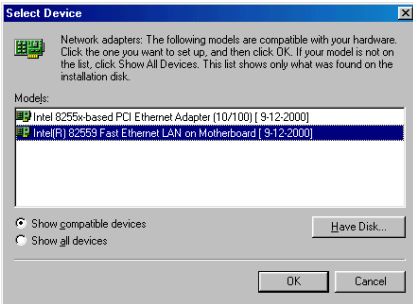 Select Device
Network adapters: The following models are compatible with your hardware.
Click the one you want to set up, and then click OK. If your model is not on
the list, click Show All Devices. This list shows only what was found on the
installation disk.
Models:
Intel 8255x-based PCI Ethernet Adapter (10/100) [ 9-12-2000]
Intel(R) 82559 Fast Ethernet LAN on Motherboard [ 9-12-2000]
Show compatible devices
Show all devices
Have Disk...
OK
Cancel